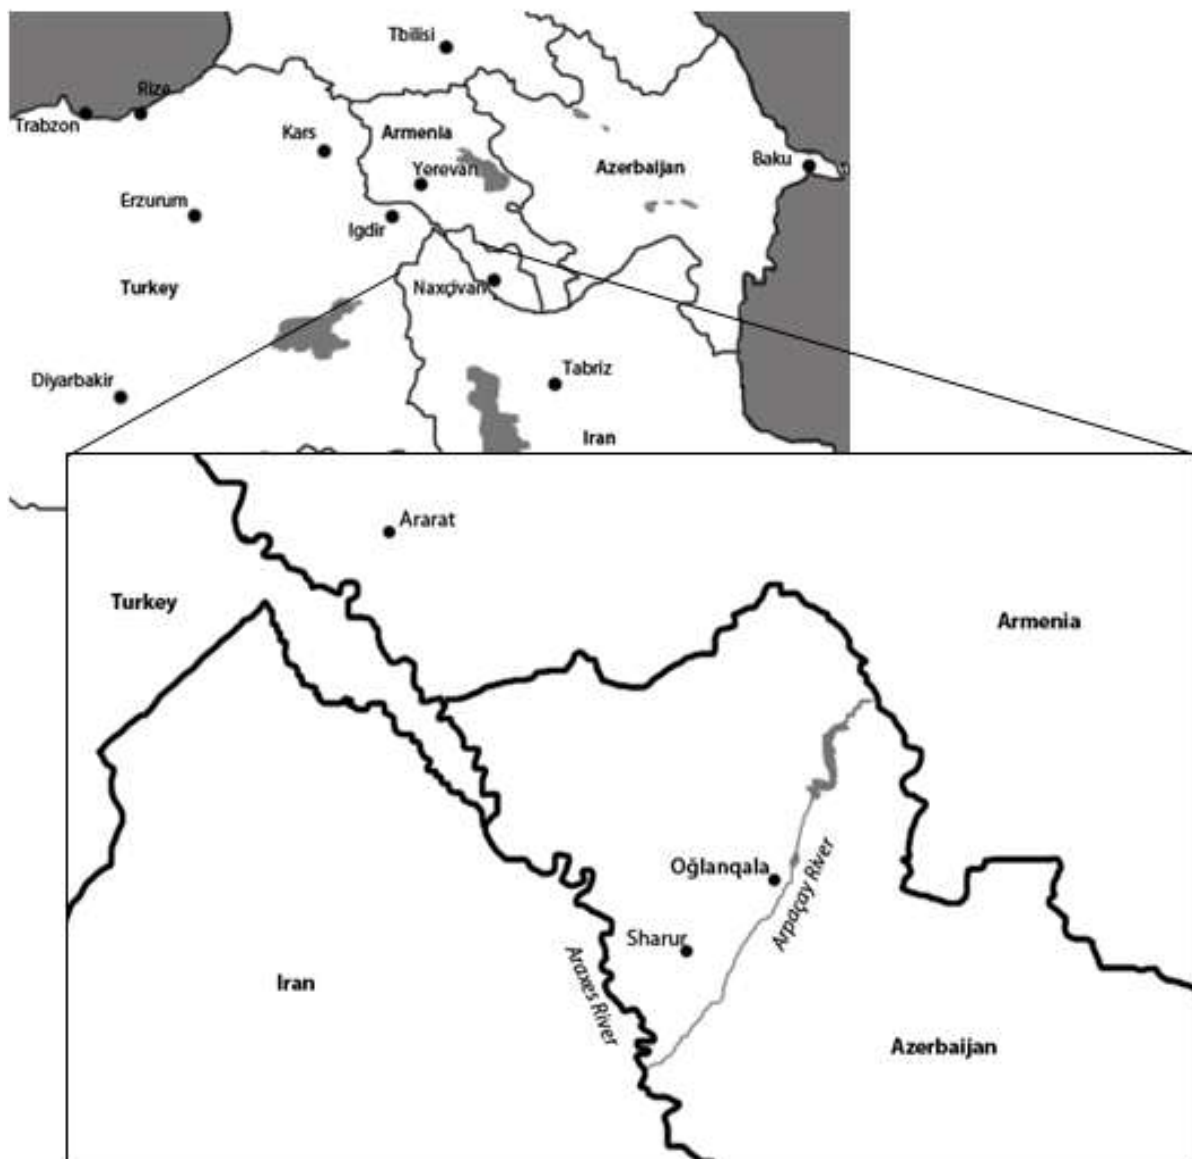 Tbilisi
Rize
Trabzon
Kars
Armenia
Azerbaijan
Baku
Yerevan
Erzurum
Igdir
Turkey
Naxçivan
Diyarbakir
Tabriz
Iran
Ararat
Turkey
Armenia
Oğlanqala
Arpaçay River
Sharur
Araxes River
Iran
Azerbaijan